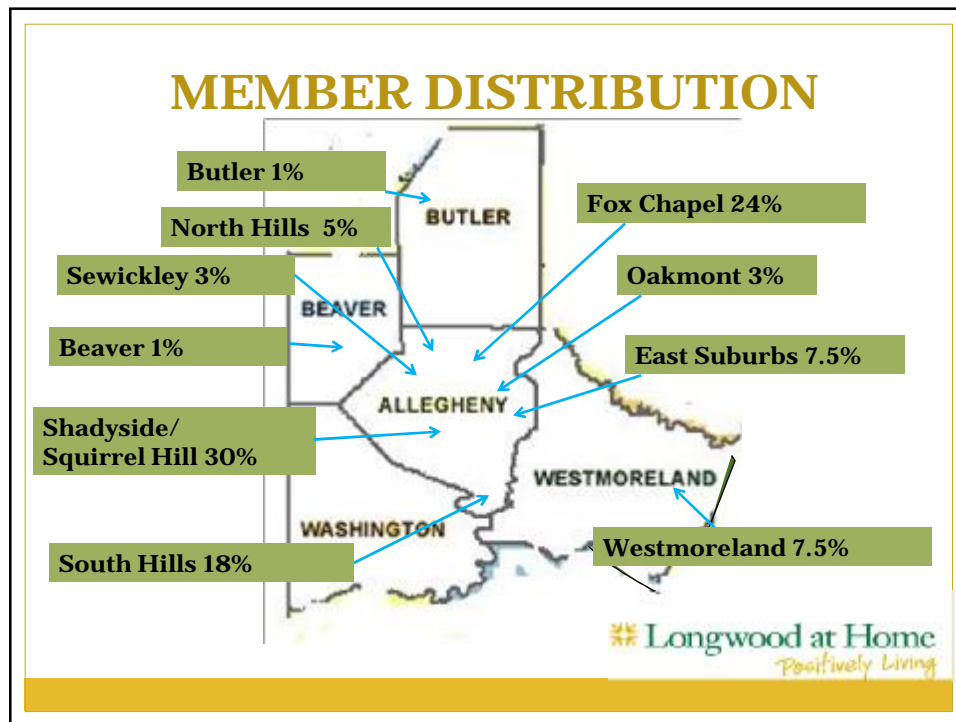 MEMBER DISTRIBUTION
Butler 1%
BUTLER
Fox Chapel 24%
North Hills 5%
Sewickley 3%
Oakmont 3%
BEAVER
Beaver 1%
East Suburbs 7.5%
ALLEGHENY
Shadyside/
Squirrel Hill 30%
WESTMORELAND
WASHINGTON
South Hills 18%
Westmoreland 7.5%
Longwood at Home
Positively Living